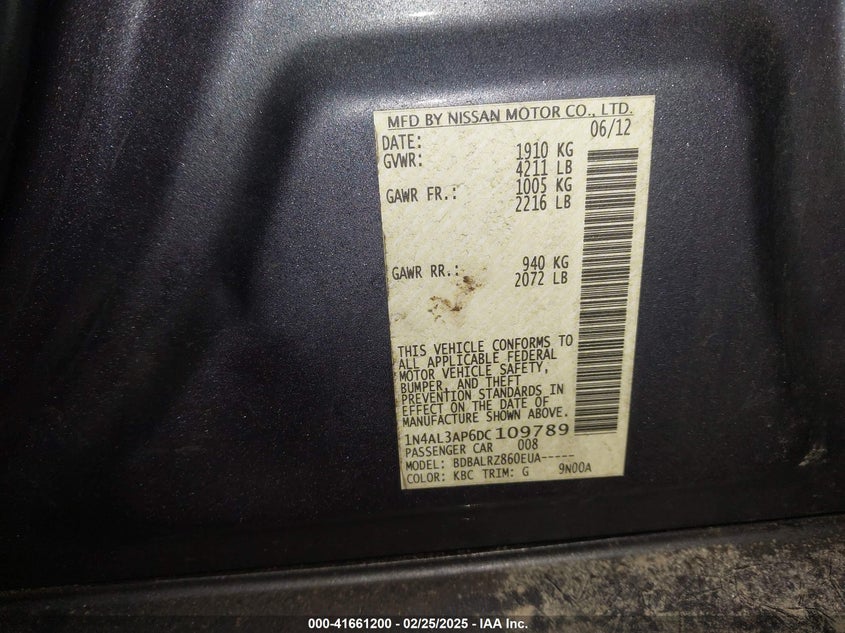 MFD BY NISSAN MOTOR CO., LTD.
DATE: 06/12
GVWR: 1910 KG
4211 LB
GAWR FR.: 1005 KG
2216 LB
GAWR RR.: 940 KG
2072 LB
THIS VEHICLE CONFORMS TO
ALL APPLICABLE FEDERAL
MOTOR VEHICLE SAFETY,
BUMPER, AND THEFT
PREVENTION STANDARDS IN
EFFECT ON THE DATE OF
MANUFACTURE SHOWN ABOVE.
1N4AL3AP6DC109789
PASSENGER CAR 008
MODEL: BDBALRZ860EUA-----
COLOR: KBC TRIM: G 9N00A
000-41661200 - 02/25/2025 - IAA Inc.